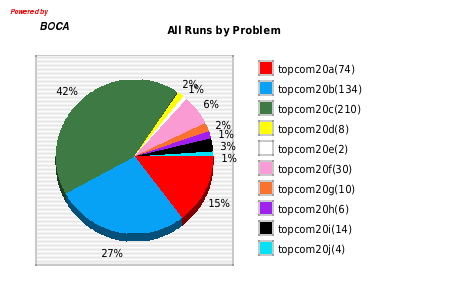 Powered by
BOCA
All Runs by Problem
42%
2%
1%
6%
2%
1%
3%
1%
15%
27%
topcom20a(74)
topcom20b(134)
topcom20c(210)
topcom20d(8)
topcom20e(2)
topcom20f(30)
topcom20g(10)
topcom20h(6)
topcom20i(14)
topcom20j(4)